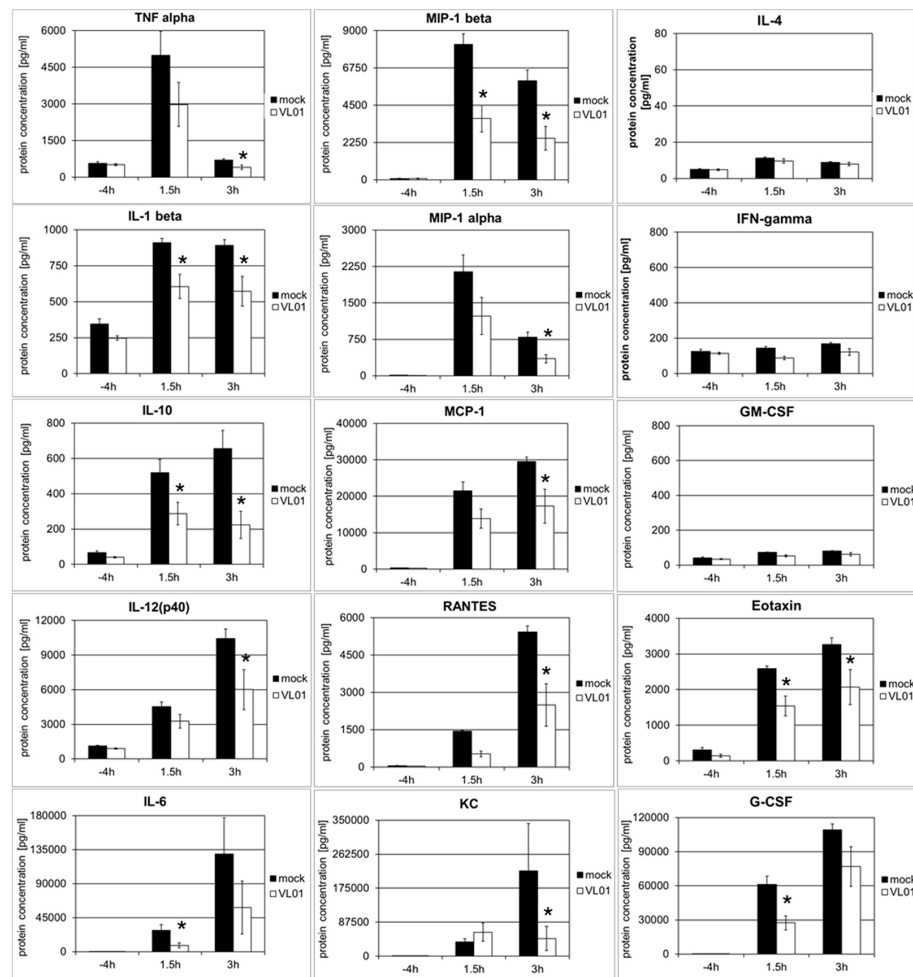 TNF alpha
protein concentration [pg/ml]
6000
4500
3000
1500
0
*
-4h 1.5h 3h
mock
VL01
MIP-1 beta
protein concentration [pg/ml]
9000
6750
4500
2250
0
* *
-4h 1.5h 3h
mock
VL01
IL-4
protein concentration
[pg/ml]
80
60
40
20
0
-4h 1.5h 3h
mock
VL01
IL-1 beta
protein concentration [pg/ml]
1000
750
500
250
0
* *
-4h 1.5h 3h
mock
VL01
MIP-1 alpha
protein concentration [pg/ml]
3000
2250
1500
750
0
*
-4h 1.5h 3h
mock
VL01
IFN-gamma
protein concentration [pg/ml]
800
600
400
200
0
-4h 1.5h 3h
mock
VL01
IL-10
protein concentration [pg/ml]
800
600
400
200
0
* *
-4h 1.5h 3h
mock
VL01
MCP-1
protein concentration [pg/ml]
40000
30000
20000
10000
0
*
-4h 1.5h 3h
mock
VL01
GM-CSF
protein concentration [pg/ml]
800
600
400
200
0
-4h 1.5h 3h
mock
VL01
IL-12(p40)
protein concentration [pg/ml]
12000
9000
6000
3000
0
*
-4h 1.5h 3h
mock
VL01
RANTES
protein concentration [pg/ml]
6000
4500
3000
1500
0
*
-4h 1.5h 3h
mock
VL01
Eotaxin
protein concentration [pg/ml]
4000
3000
2000
1000
0
* *
-4h 1.5h 3h
mock
VL01
IL-6
protein concentration [pg/ml]
180000
135000
90000
45000
0
*
-4h 1.5h 3h
mock
VL01
KC
protein concentration [pg/ml]
350000
262500
175000
87500
0
*
-4h 1.5h 3h
mock
VL01
G-CSF
protein concentration [pg/ml]
120000
90000
60000
30000
0
*
-4h 1.5h 3h
mock
VL01